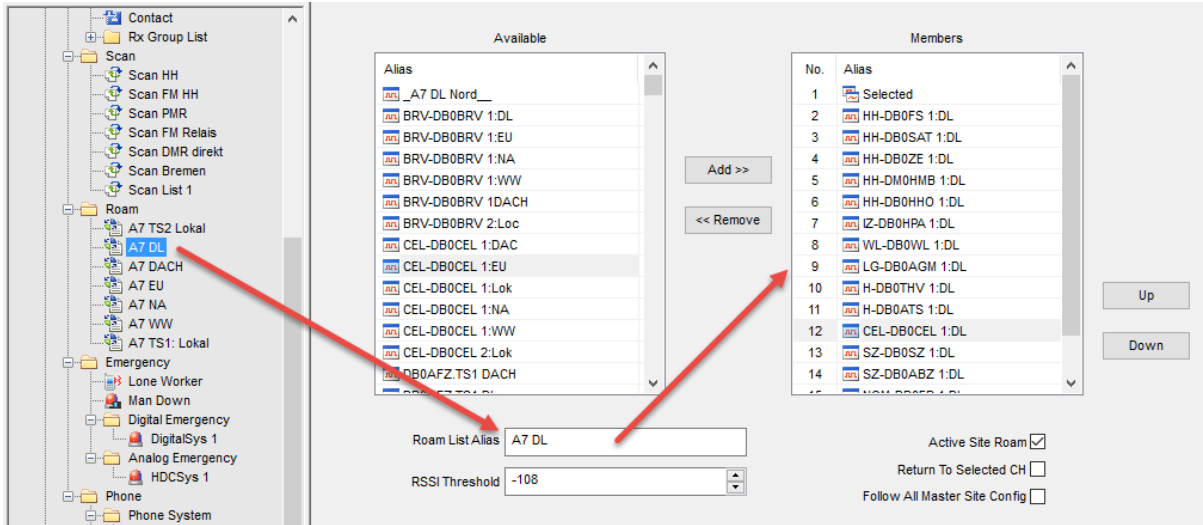 Contact
Rx Group List
Scan
Scan HH
Scan FM HH
Scan PMR
Scan FM Relais
Scan DMR direkt
Scan Bremen
Scan List 1
Roam
A7 TS2 Lokal
A7 DL
A7 DACH
A7 EU
A7 NA
A7 WW
A7 TS1: Lokal
Emergency
Lone Worker
Man Down
Digital Emergency
DigitalSys 1
Analog Emergency
HDCSys 1
Phone
Phone System
Available
Alias
_A7 DL Nord__
BRV-DB0BRV 1:DL
BRV-DB0BRV 1:EU
BRV-DB0BRV 1:NA
BRV-DB0BRV 1:WW
BRV-DB0BRV 1DACH
BRV-DB0BRV 2:Loc
CEL-DB0CEL 1:DAC
CEL-DB0CEL 1:EU
CEL-DB0CEL 1:Lok
CEL-DB0CEL 1:NA
CEL-DB0CEL 1:WW
CEL-DB0CEL 2:Lok
DB0AFZ.TS1 DACH
Add >>
<< Remove
Members
No. Alias
1 Selected
2 HH-DB0FS 1:DL
3 HH-DB0SAT 1:DL
4 HH-DB0ZE 1:DL
5 HH-DM0HMB 1:DL
6 HH-DB0HHO 1:DL
7 IZ-DB0HPA 1:DL
8 WL-DB0WL 1:DL
9 LG-DB0AGM 1:DL
10 H-DB0THV 1:DL
11 H-DB0ATS 1:DL
12 CEL-DB0CEL 1:DL
13 SZ-DB0SZ 1:DL
14 SZ-DB0ABZ 1:DL
Up
Down
Roam List Alias A7 DL
RSSI Threshold -108
Active Site Roam
Return To Selected CH
Follow All Master Site Config